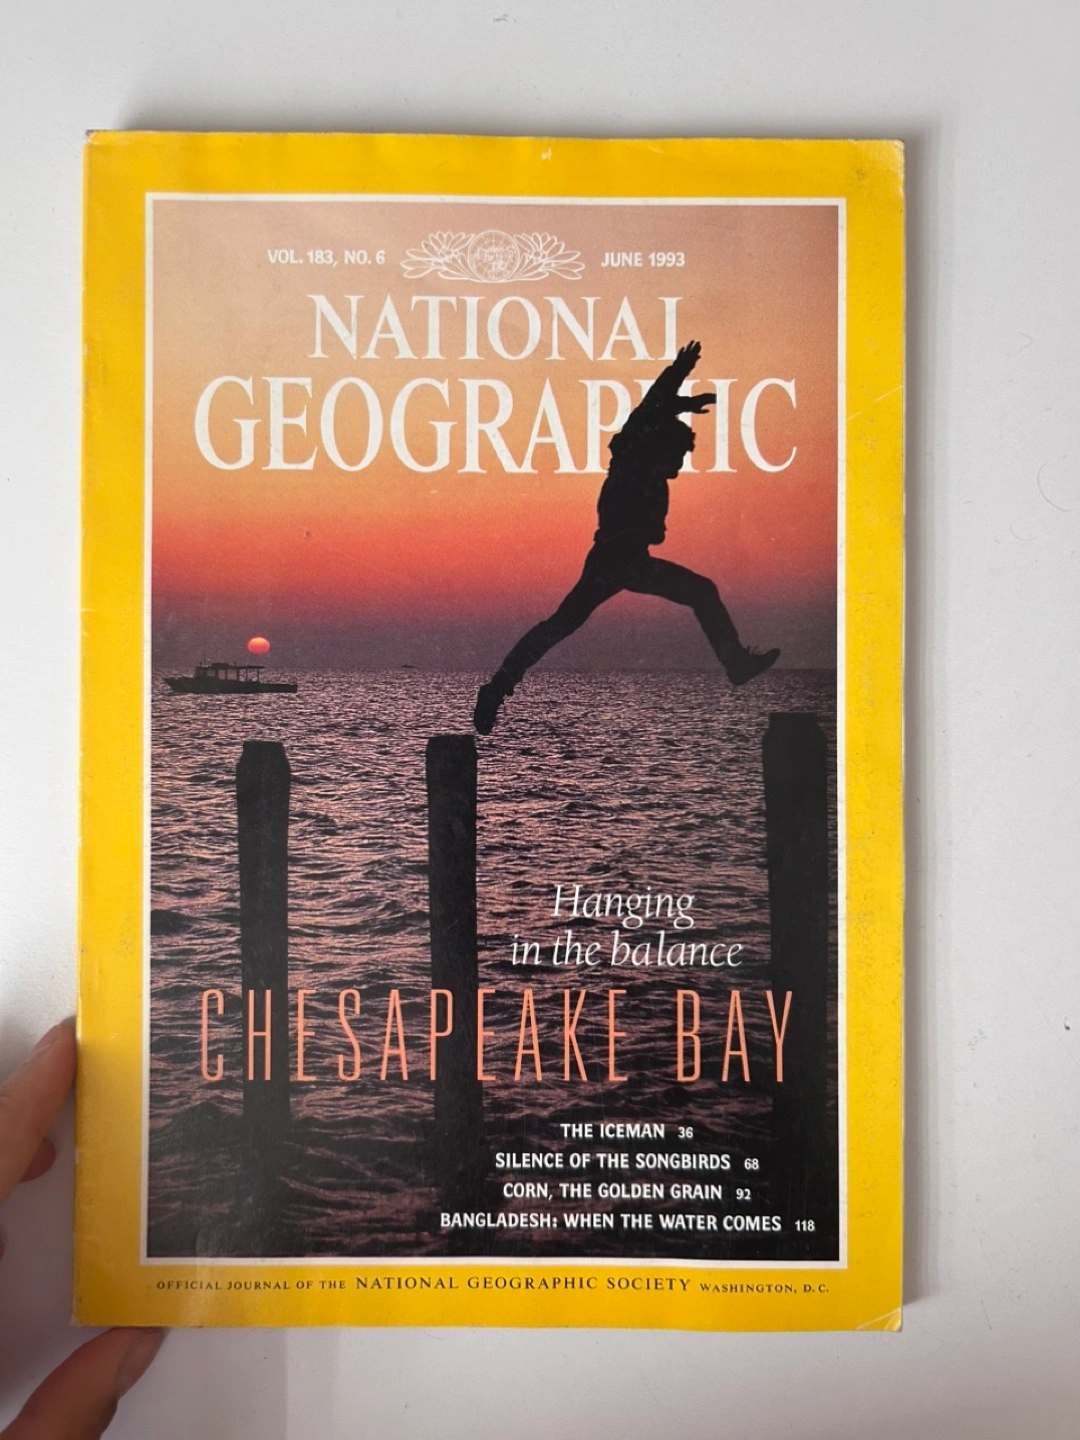 VOL. 183, NO. 6 JUNE 1993
NATIONAL
GEOGRAPHIC
Hanging
in the balance
CHESAPEAKE BAY
THE ICEMAN 36
SILENCE OF THE SONGBIRDS 68
CORN, THE GOLDEN GRAIN 92
BANGLADESH: WHEN THE WATER COMES 118
OFFICIAL JOURNAL OF THE NATIONAL GEOGRAPHIC SOCIETY WASHINGTON, D.C.